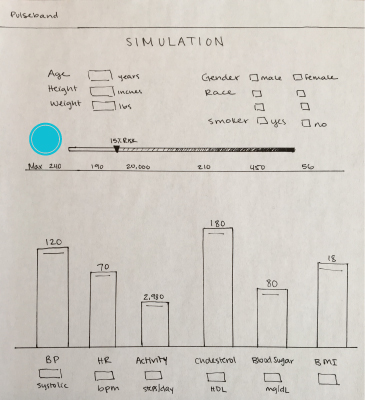 Pulseband
SIMULATION
Age years
Height inches
Weight lbs
Gender male female
Race
Smoker yes no
15% Risk
Max 240 190 20,000 210 450 56
120 70 2,980 180 80 18
BP HR Activity Cholesterol Blood Sugar BMI
systolic bpm steps/day HDL mg/dL